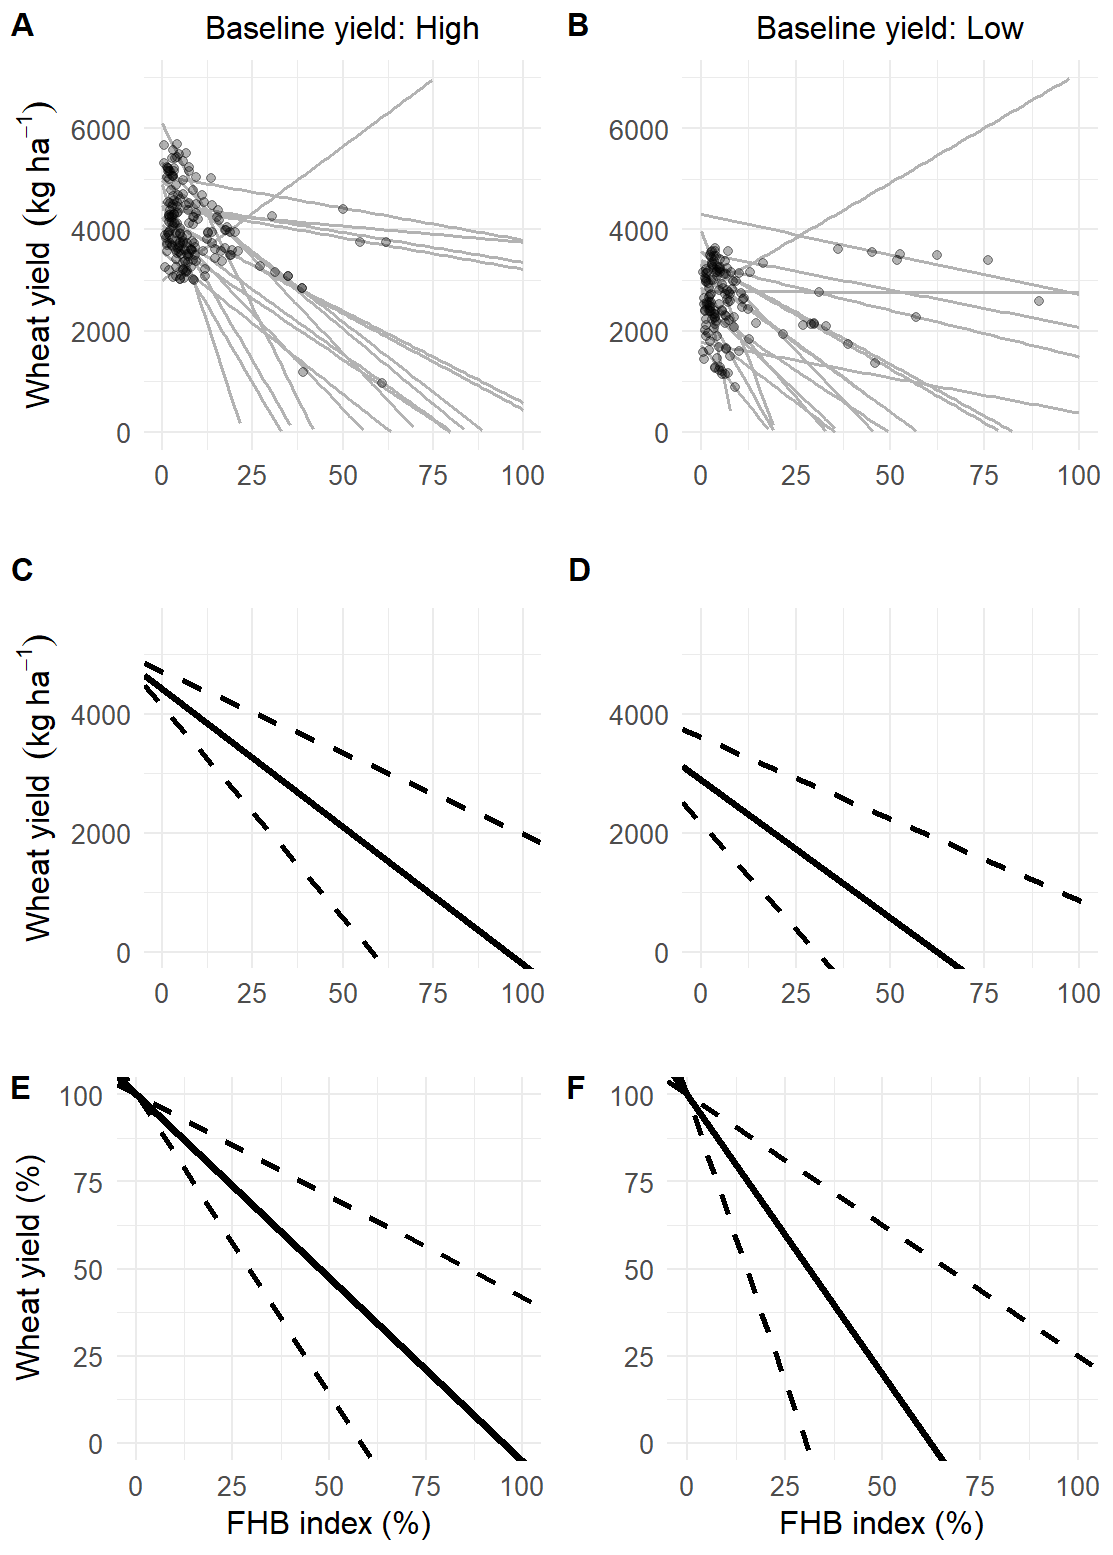 A Baseline yield: High B Baseline yield: Low
Wheat yield (kg ha⁻¹)
6000
4000
2000
0
0 25 50 75 100
6000
4000
2000
0
0 25 50 75 100
C D
Wheat yield (kg ha⁻¹)
4000
2000
0
0 25 50 75 100
4000
2000
0
0 25 50 75 100
E
Wheat yield (%)
100
75
50
25
0
0 25 50 75 100
FHB index (%)
F
100
75
50
25
0
0 25 50 75 100
FHB index (%)